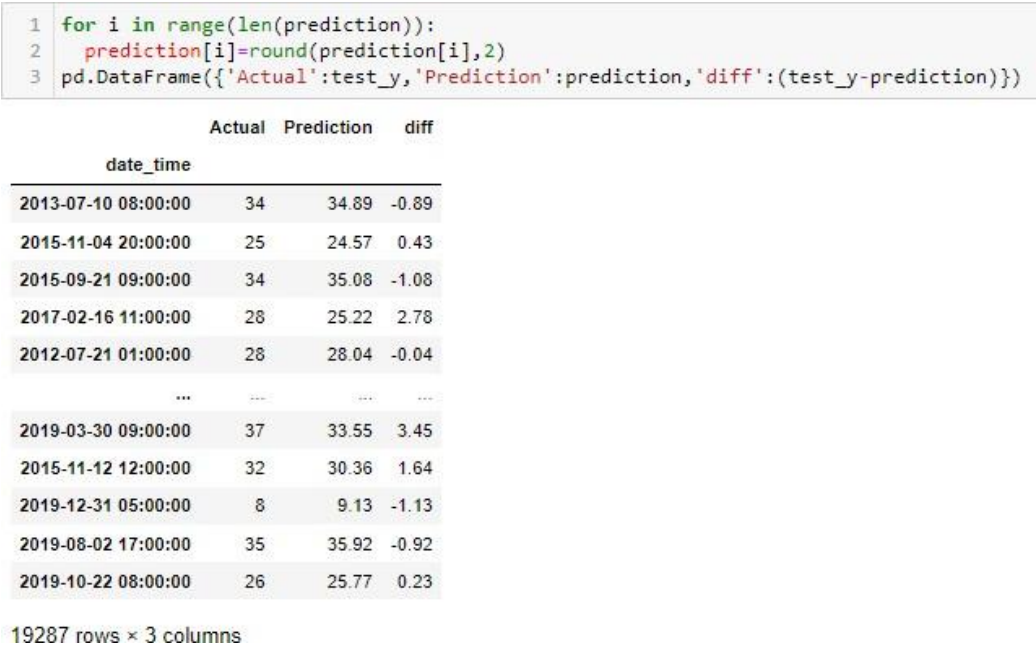 1 for i in range(len(prediction)):
2   prediction[i]=round(prediction[i],2)
3 pd.DataFrame({'Actual':test_y,'Prediction':prediction,'diff':(test_y-prediction)})
Actual Prediction diff
date_time
2013-07-10 08:00:00 34 34.89 -0.89
2015-11-04 20:00:00 25 24.57 0.43
2015-09-21 09:00:00 34 35.08 -1.08
2017-02-16 11:00:00 28 25.22 2.78
2012-07-21 01:00:00 28 28.04 -0.04
... ... ... ...
2019-03-30 09:00:00 37 33.55 3.45
2015-11-12 12:00:00 32 30.36 1.64
2019-12-31 05:00:00 8 9.13 -1.13
2019-08-02 17:00:00 35 35.92 -0.92
2019-10-22 08:00:00 26 25.77 0.23
19287 rows × 3 columns